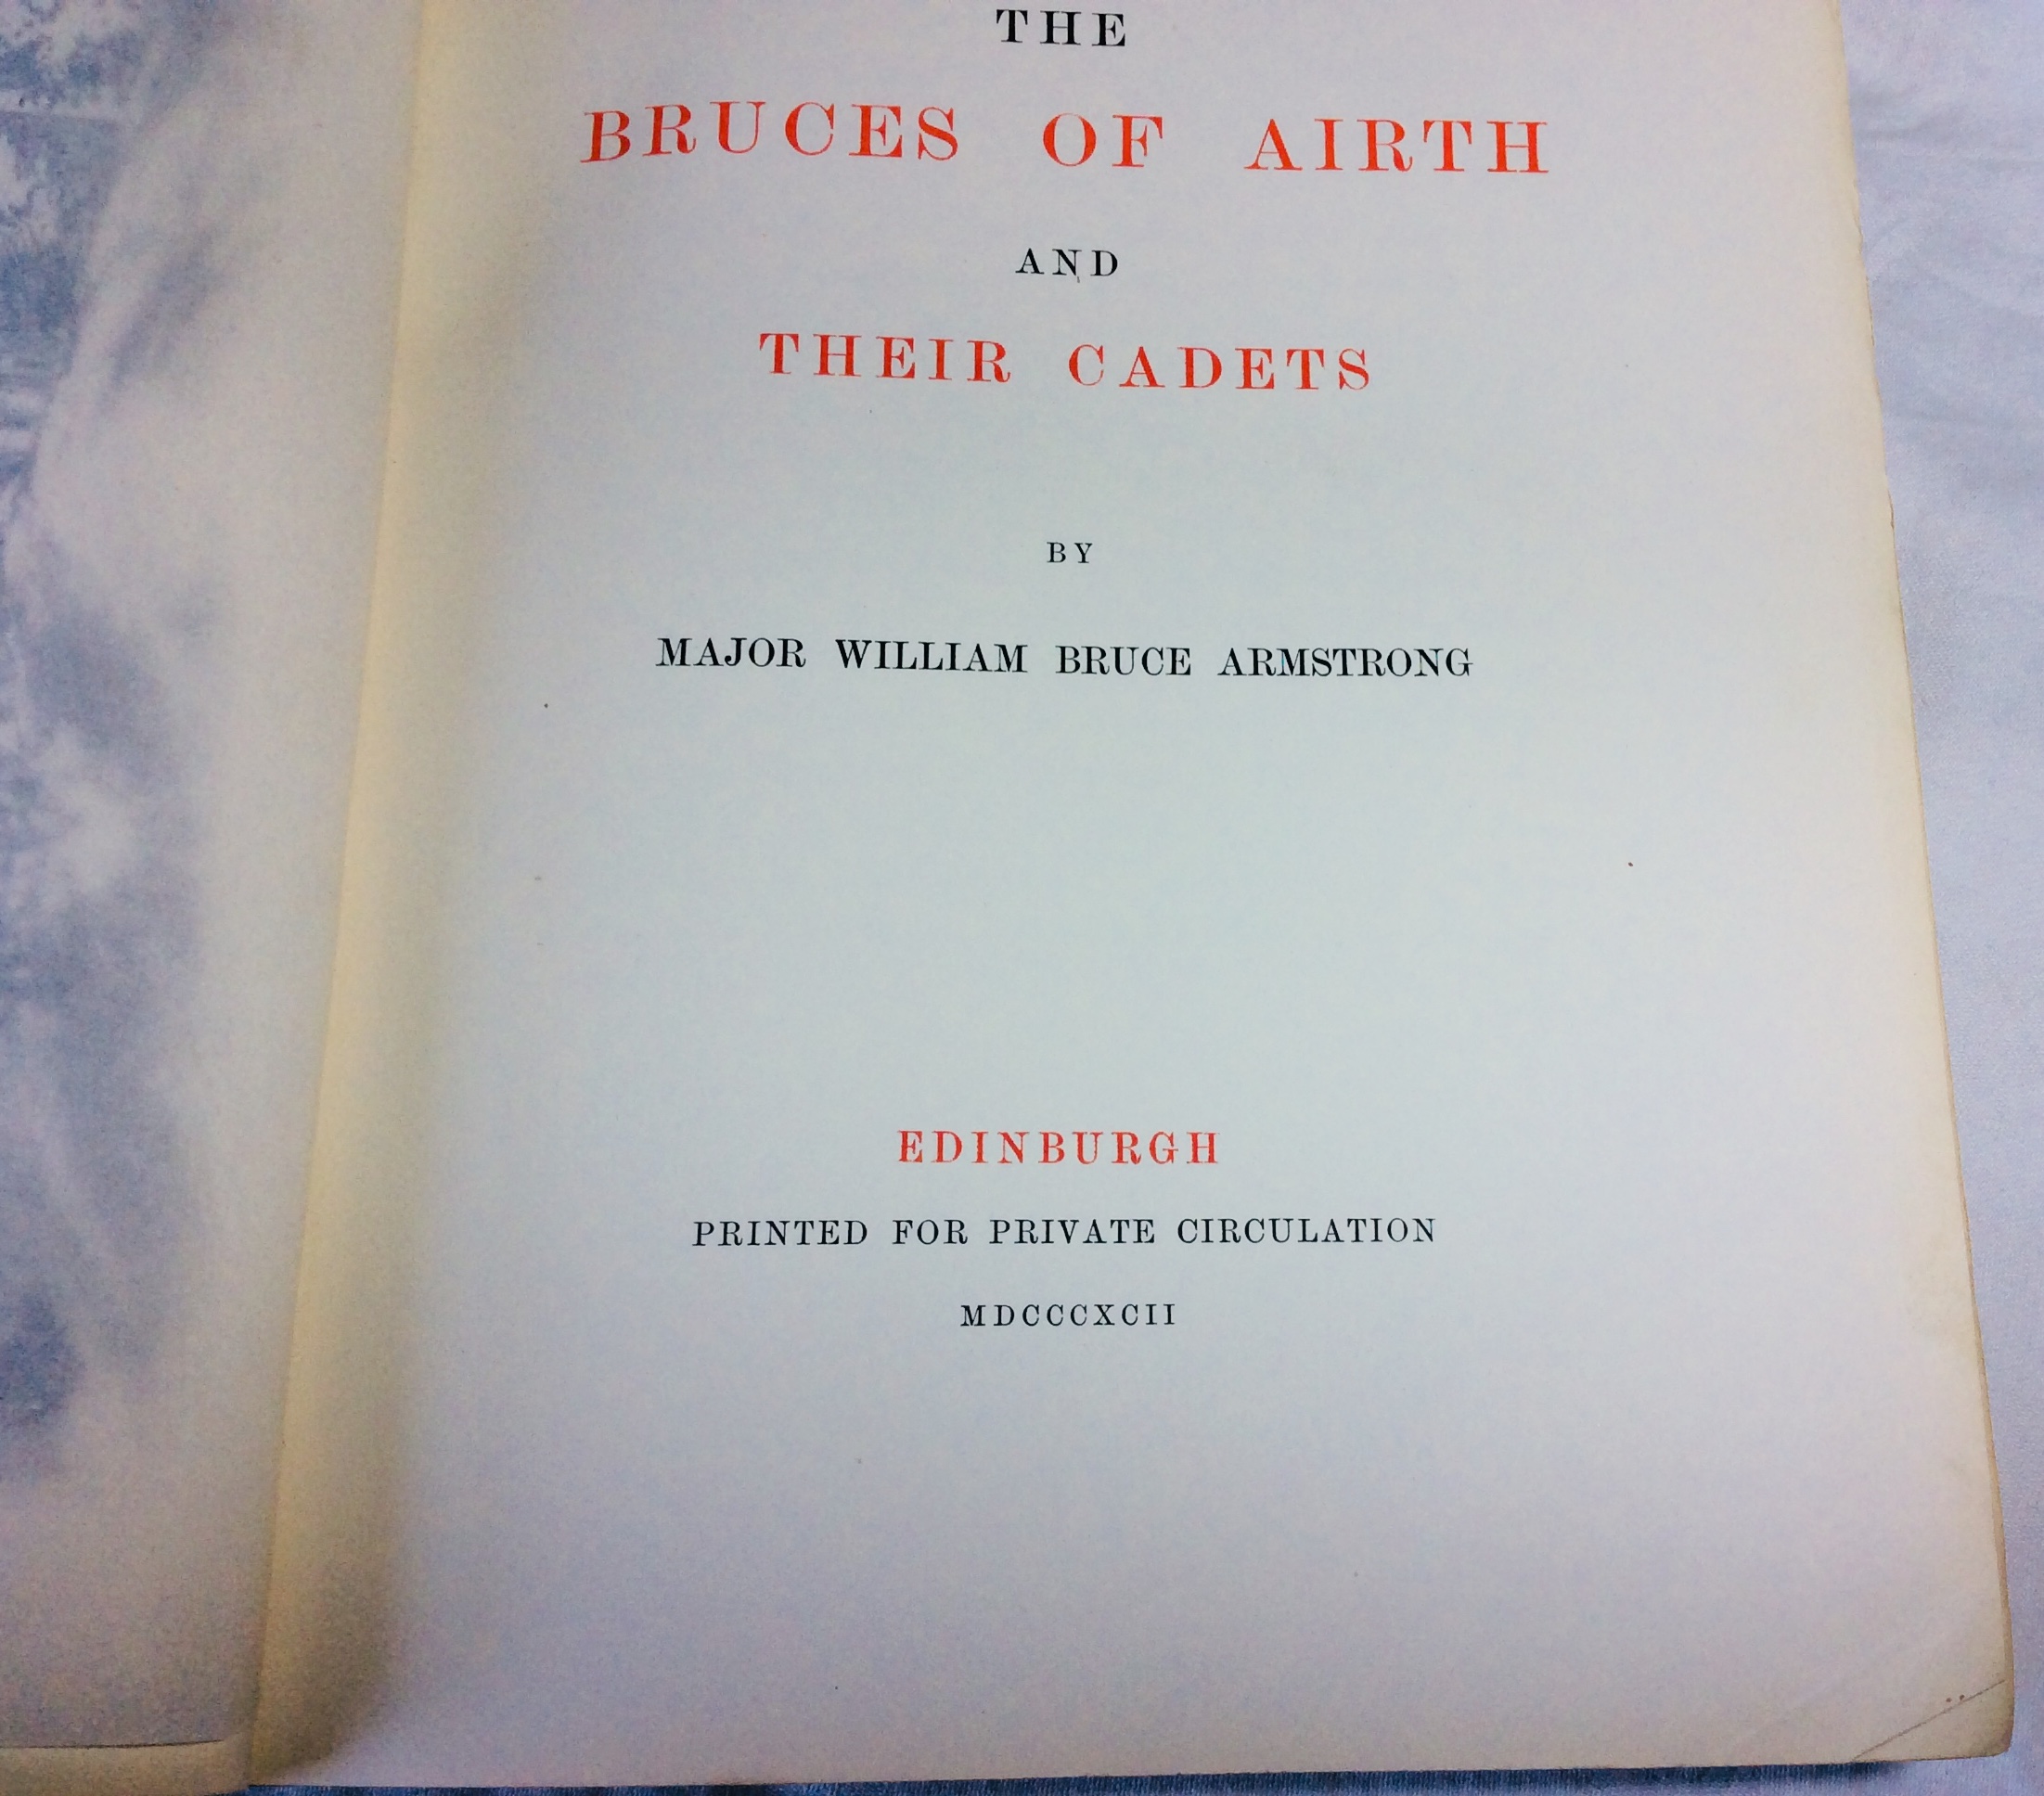 THE
BRUCES OF AIRTH
AND
THEIR CADETS
BY
MAJOR WILLIAM BRUCE ARMSTRONG
EDINBURGH
PRINTED FOR PRIVATE CIRCULATION
MDCCCXCII